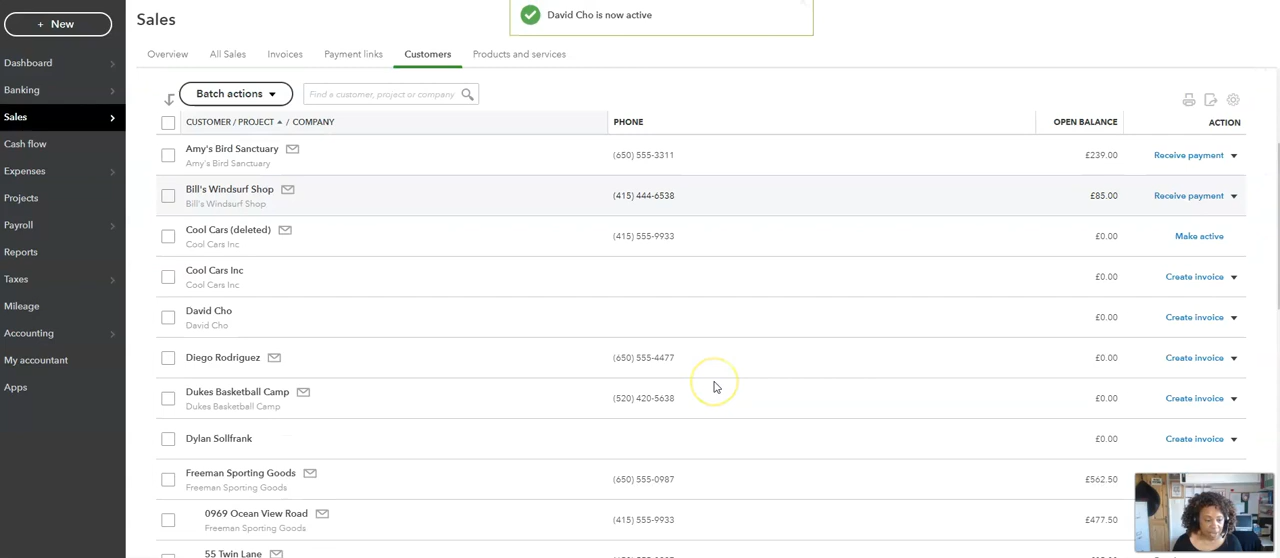 + New
Dashboard
Banking
Sales
Cash flow
Expenses
Projects
Payroll
Reports
Taxes
Mileage
Accounting
My accountant
Apps
Sales
David Cho is now active
Overview
All Sales
Invoices
Payment links
Customers
Products and services
Batch actions
Find a customer, project or company
CUSTOMER / PROJECT ▲ / COMPANY PHONE OPEN BALANCE ACTION
Amy's Bird Sanctuary
Amy's Bird Sanctuary
(650) 555-3311 £239.00 Receive payment
Bill's Windsurf Shop
Bill's Windsurf Shop
(415) 444-6538 £85.00 Receive payment
Cool Cars (deleted)
Cool Cars Inc
(415) 555-9933 £0.00 Make active
Cool Cars Inc
Cool Cars Inc
£0.00 Create invoice
David Cho
David Cho
£0.00 Create invoice
Diego Rodriguez (650) 555-4477 £0.00 Create invoice
Dukes Basketball Camp
Dukes Basketball Camp
(520) 420-5638 £0.00 Create invoice
Dylan Sollfrank £0.00 Create invoice
Freeman Sporting Goods
Freeman Sporting Goods
(650) 555-0987 £562.50
0969 Ocean View Road
Freeman Sporting Goods
(415) 555-9933 £477.50
55 Twin Lane